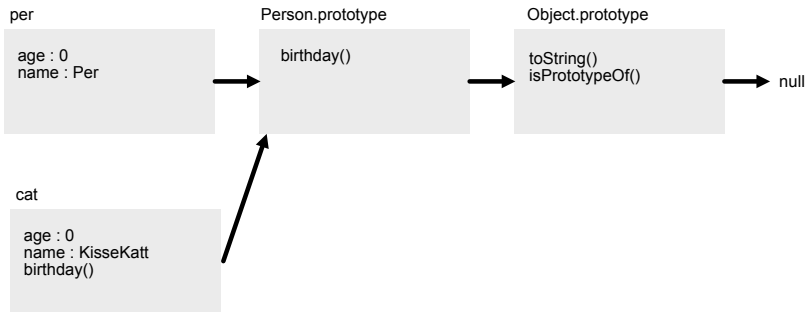 per
Person.prototype
Object.prototype
age : 0
name : Per
birthday()
toString()
isPrototypeOf()
null
cat
age : 0
name : KisseKatt
birthday()